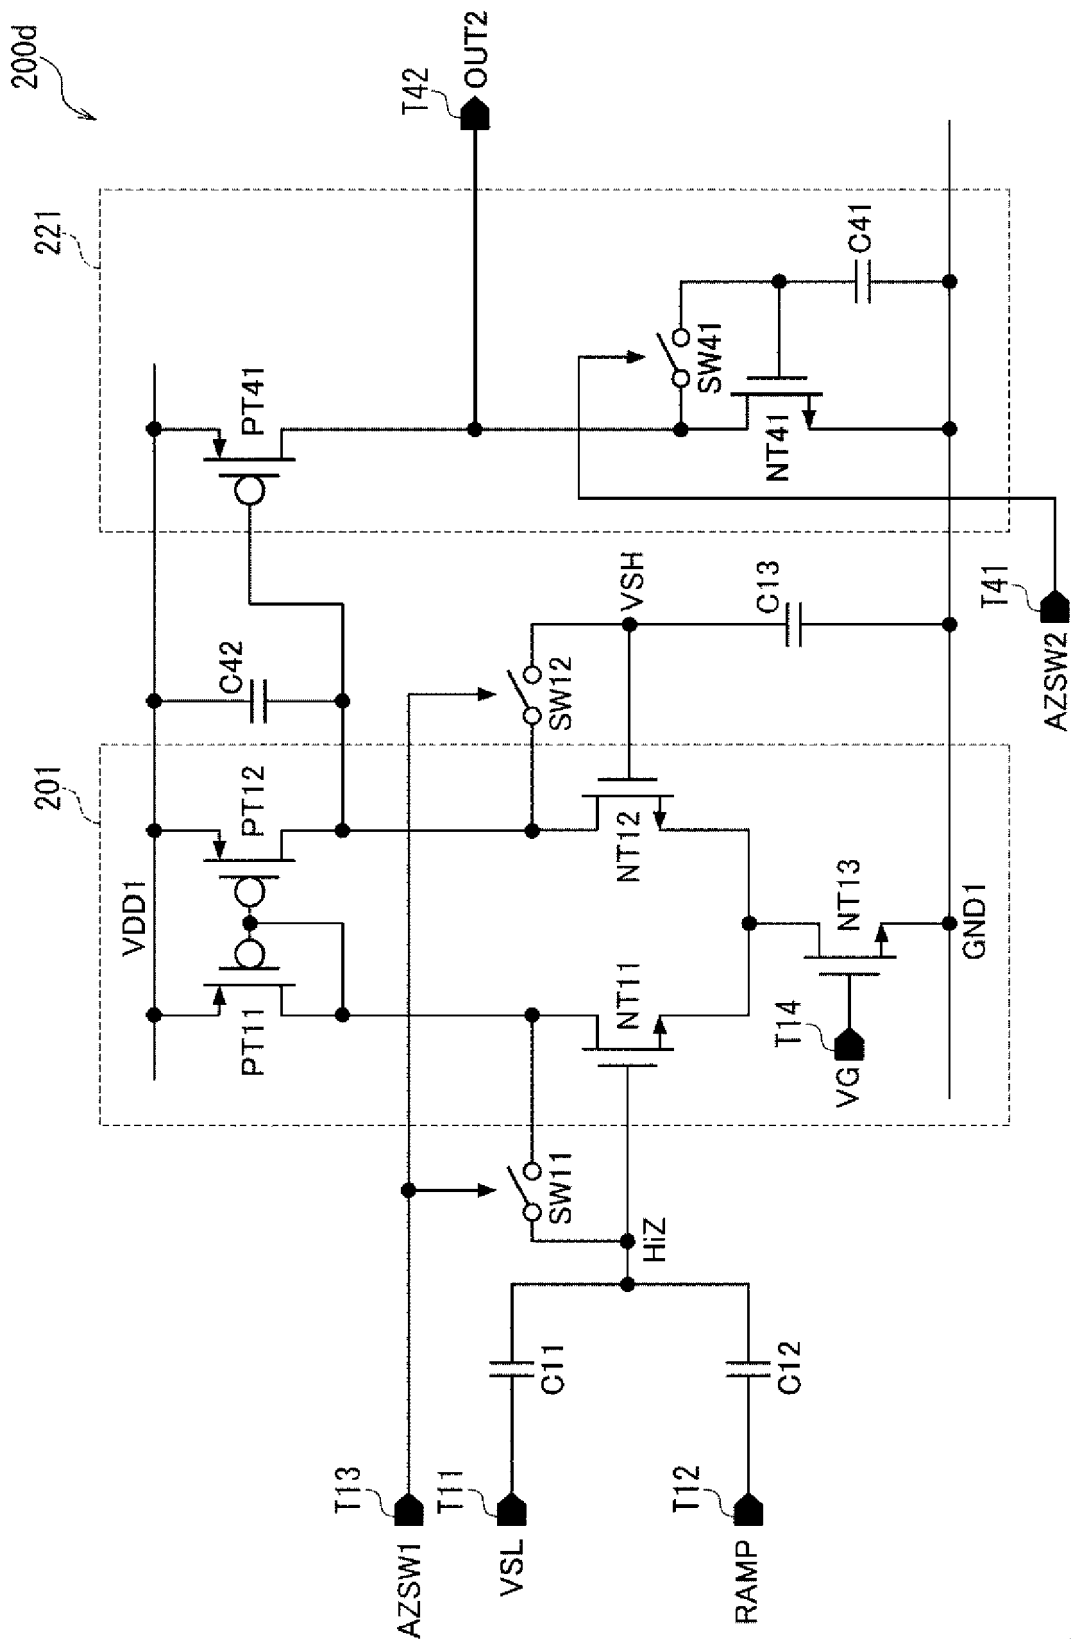 200d
221
201
T42
OUT2
VDD1
PT11
PT12
C42
PT41
T13
AZSW1
SW11
SW12
VSH
SW41
C41
T11
VSL
C11
HiZ
NT11
NT12
C13
NT41
T12
RAMP
C12
T14
VG
NT13
GND1
T41
AZSW2